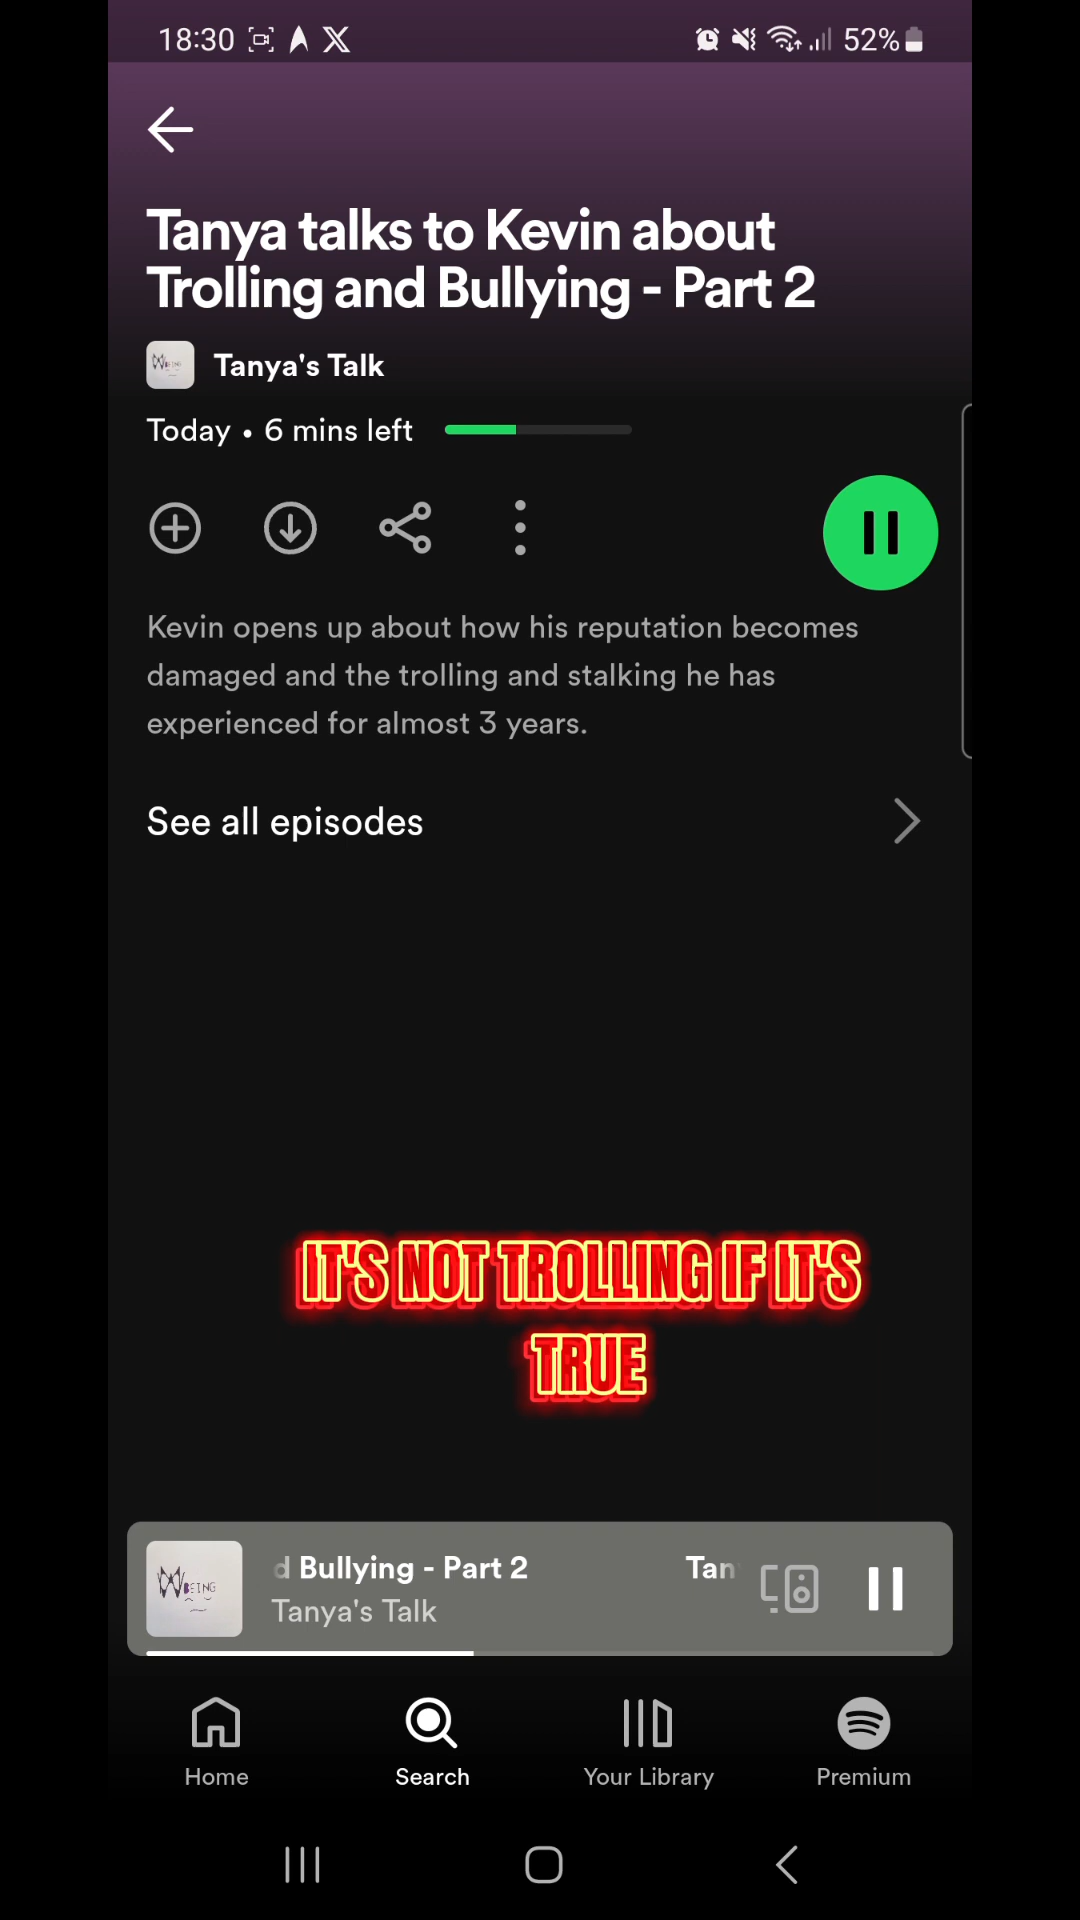 18:30 52%
Tanya talks to Kevin about
Trolling and Bullying - Part 2
WBEING
Tanya's Talk
Today • 6 mins left
Kevin opens up about how his reputation becomes
damaged and the trolling and stalking he has
experienced for almost 3 years.
See all episodes
IT'S NOT TROLLING IF IT'S
TRUE
d Bullying - Part 2 Tan
WBEING
Tanya's Talk
Home Search Your Library Premium